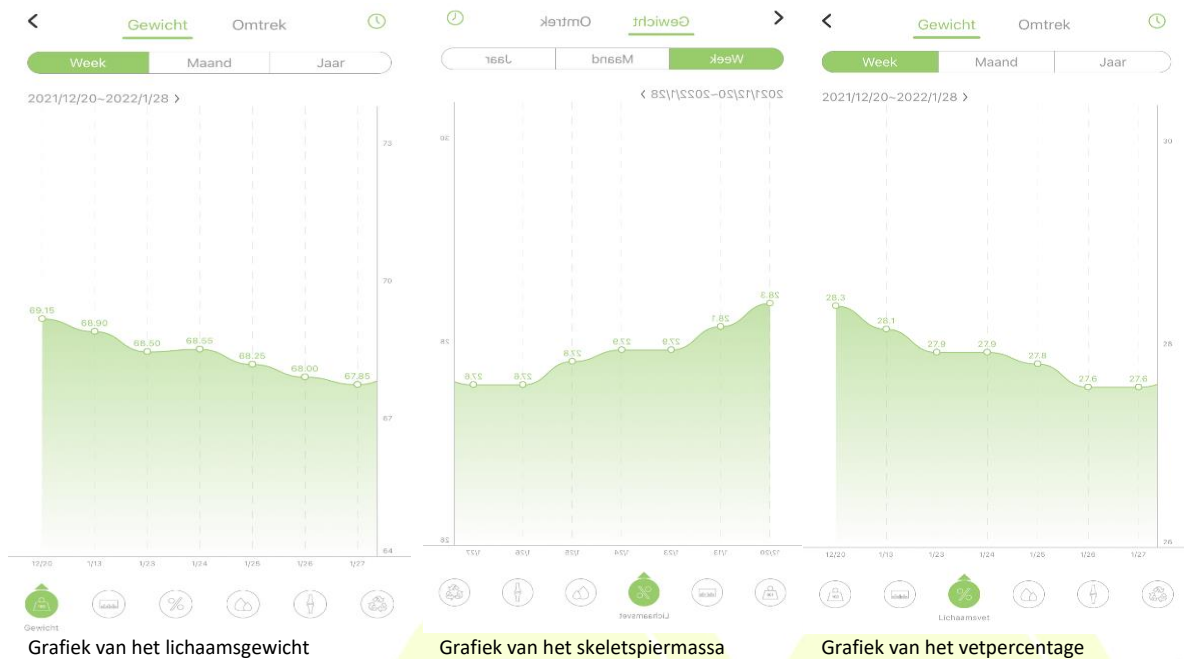 Gewicht Omtrek
Week Maand Jaar
2021/12/20~2022/1/28 >
73
70
69.15
68.90
68.50
68.55
68.25
68.00
67.85
67
64
12/20 1/13 1/23 1/24 1/25 1/26 1/27
Gewicht
Grafiek van het lichaamsgewicht
Omtrek Gewicht
Jaar Maand Week
2021/12/20~2022/1/28 >
30
28.3
28.1
28
27.9
27.9
27.8
27.6
27.6
26
1/27 1/26 1/25 1/24 1/23 1/13 12/20
Lichaamsvet
Grafiek van het skeletspiermassa
Gewicht Omtrek
Week Maand Jaar
2021/12/20~2022/1/28 >
30
28.3
28.1
28
27.9
27.9
27.8
27.6
27.6
26
12/20 1/13 1/23 1/24 1/25 1/26 1/27
Lichaamsvet
Grafiek van het vetpercentage